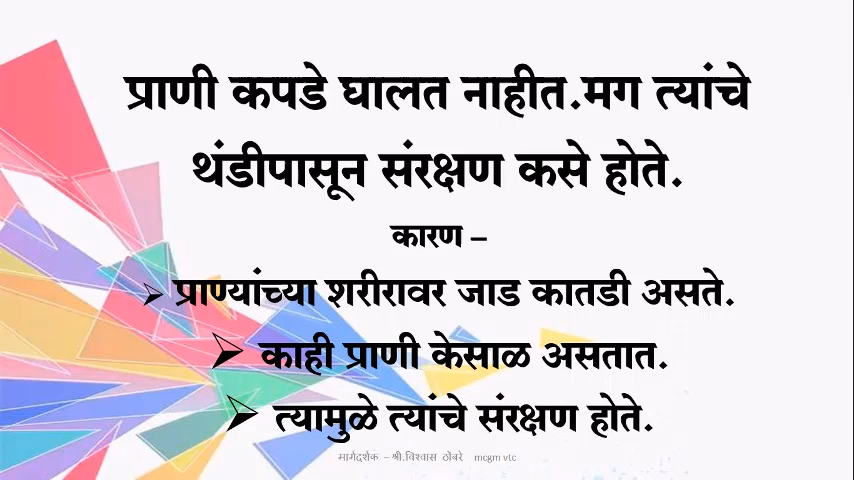 प्राणी कपडे घालत नाहीत.मग त्यांचे
थंडीपासून संरक्षण कसे होते.
कारण –
➢ प्राण्यांच्या शरीरावर जाड कातडी असते.
➢ काही प्राणी केसाळ असतात.
➢ त्यामुळे त्यांचे संरक्षण होते.
मार्गदर्शक – श्री.विश्वास ठोंबरे mcgm vtc